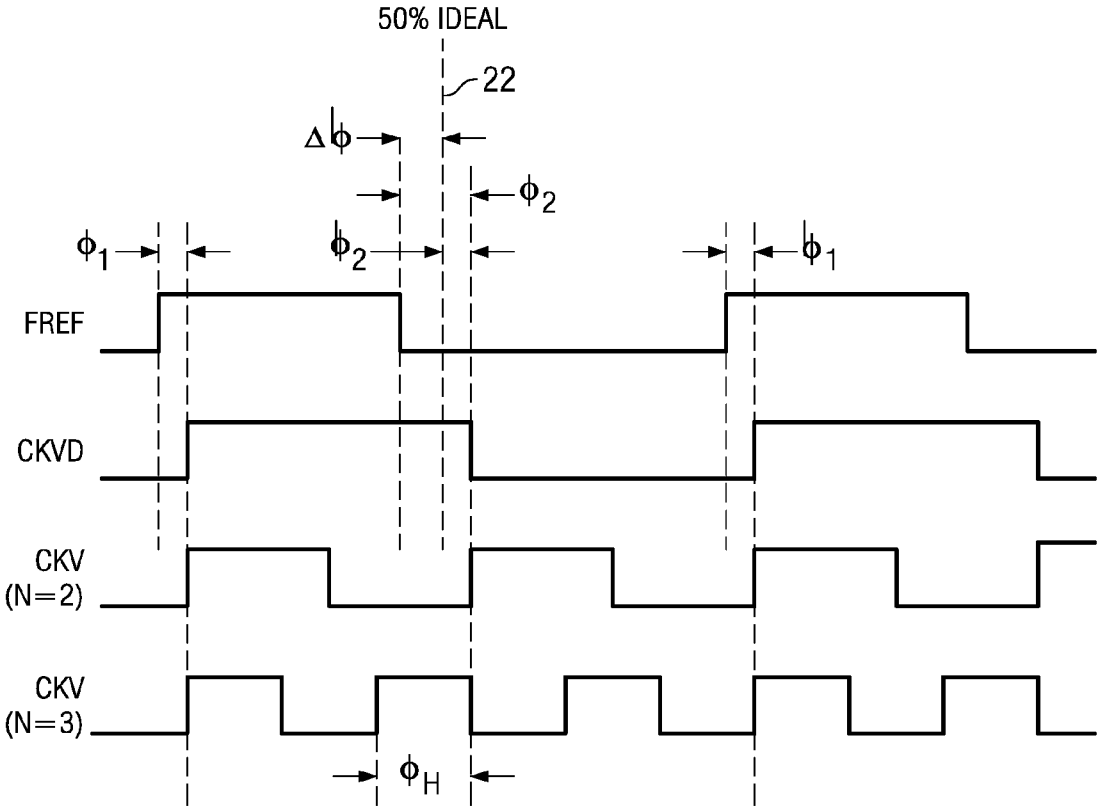 50% IDEAL
22
Δϕ
ϕ2
ϕ1
ϕ2
ϕ1
FREF
CKVD
CKV
(N=2)
CKV
(N=3)
ϕH